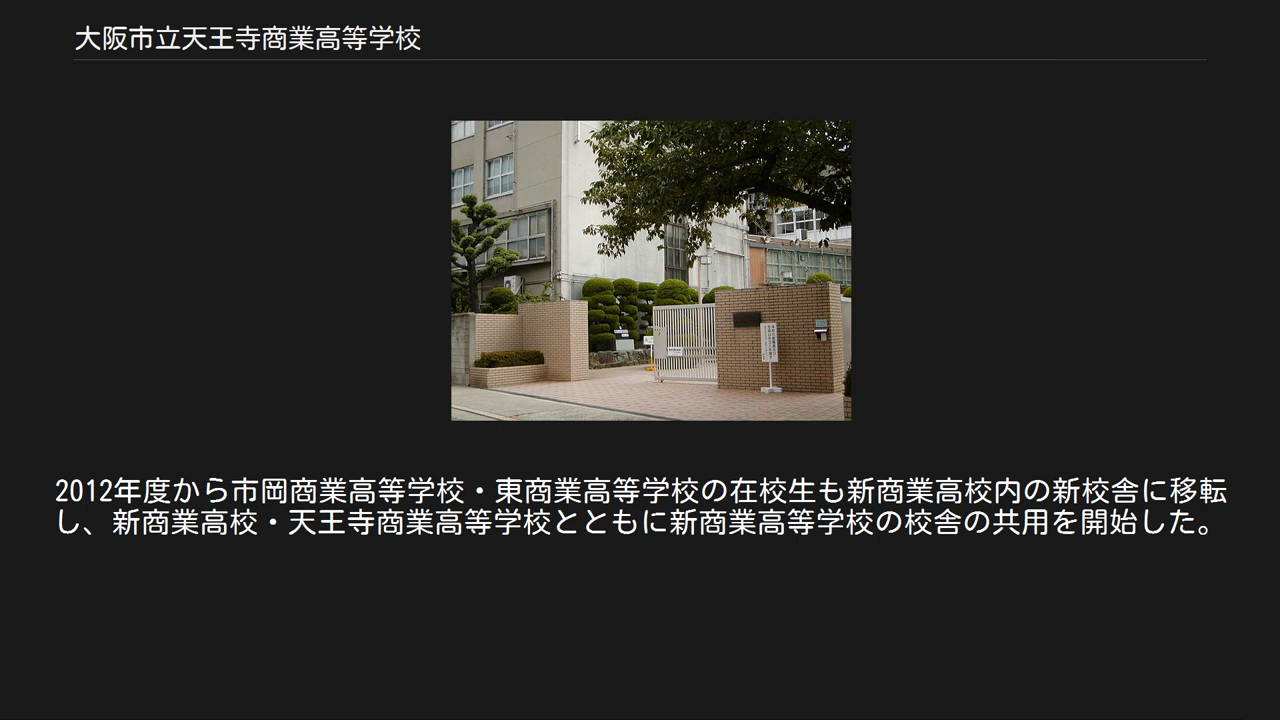 大阪市立天王寺商業高等学校
2012年度から市岡商業高等学校・東商業高等学校の在校生も新商業高校内の新校舎に移転
し、新商業高校・天王寺商業高等学校とともに新商業高等学校の校舎の共用を開始した。